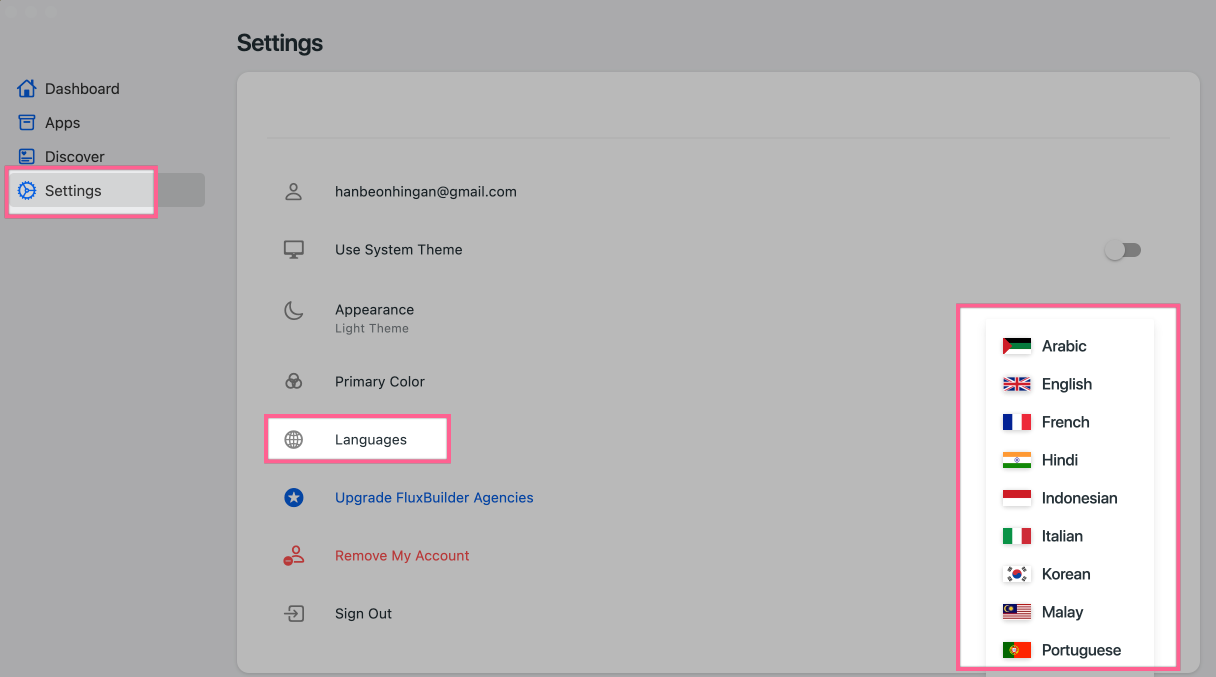 Settings
Dashboard
Apps
Discover
Settings
hanbeonhingan@gmail.com
Use System Theme
Appearance
Light Theme
Primary Color
Languages
Upgrade FluxBuilder Agencies
Remove My Account
Sign Out
Arabic
English
French
Hindi
Indonesian
Italian
Korean
Malay
Portuguese